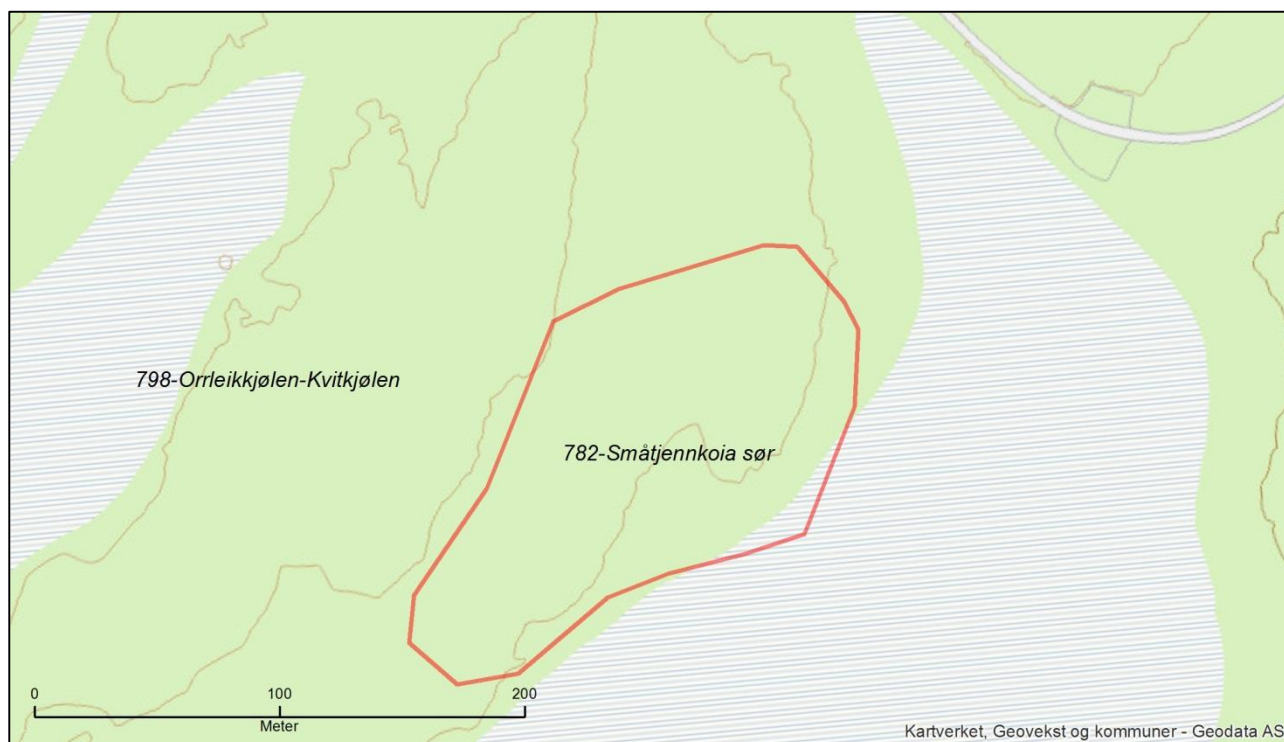 798-Orrleikkjølen-Kvitkjølen
782-Småtjennkoia sør
0 100 200
Meter
Kartverket, Geovekst og kommuner - Geodata AS